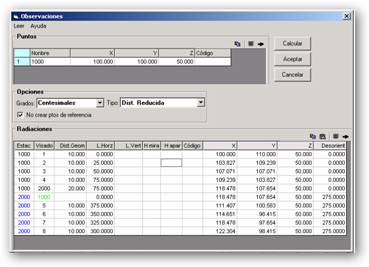 Observaciones
Leer Ayuda
Puntos
Nombre X Y Z Código
1 1000 100.000 100.000 50.000
Calcular
Aceptar
Cancelar
Opciones
Grados: Centesimales Tipo: Dist. Reducida
No crear ptos de referencia
Radiaciones
Estac Visado Dist.Geom L.Horz L.Vert H mira H apar Código X Y Z Desorient
1000 1 10.000 0.0000 100.000 110.000 50.000 0.0000
1000 2 10.000 25.0000 103.827 109.239 50.000 0.0000
1000 3 10.000 50.0000 107.071 107.071 50.000 0.0000
1000 4 10.000 75.0000 109.239 103.827 50.000 0.0000
1000 2000 20.000 75.0000 118.478 107.654 50.000 0.0000
2000 1000 0.0000 118.478 107.654 50.000 275.0000
2000 5 10.000 375.0000 111.407 100.583 50.000 275.0000
2000 6 10.000 350.0000 114.651 98.415 50.000 275.0000
2000 7 10.000 325.0000 118.478 97.654 50.000 275.0000
2000 8 10.000 300.0000 122.304 98.415 50.000 275.0000